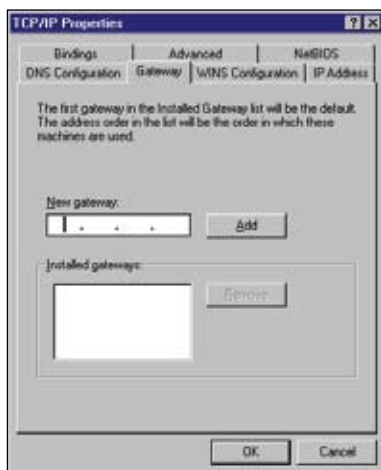 TCP/IP Properties
Bindings Advanced NetBIOS
DNS Configuration Gateway WINS Configuration IP Address
The first gateway in the Installed Gateway list will be the default.
The address order in the list will be the order in which these
machines are used.
New gateway:
. . .
Add
Installed gateways:
Remove
OK Cancel